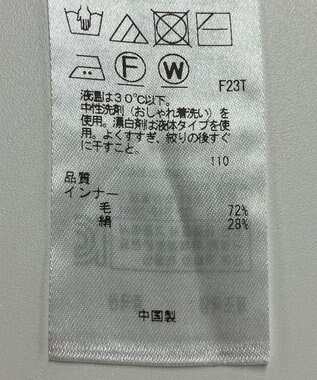 F W F23T
液温は30℃以下。
中性洗剤（おしゃれ着洗い）を
使用。漂白剤は液体タイプを使
用。よくすすぎ、絞りの後すぐ
に干すこと。
110
品質
インナー
毛 72%
絹 28%
中国製